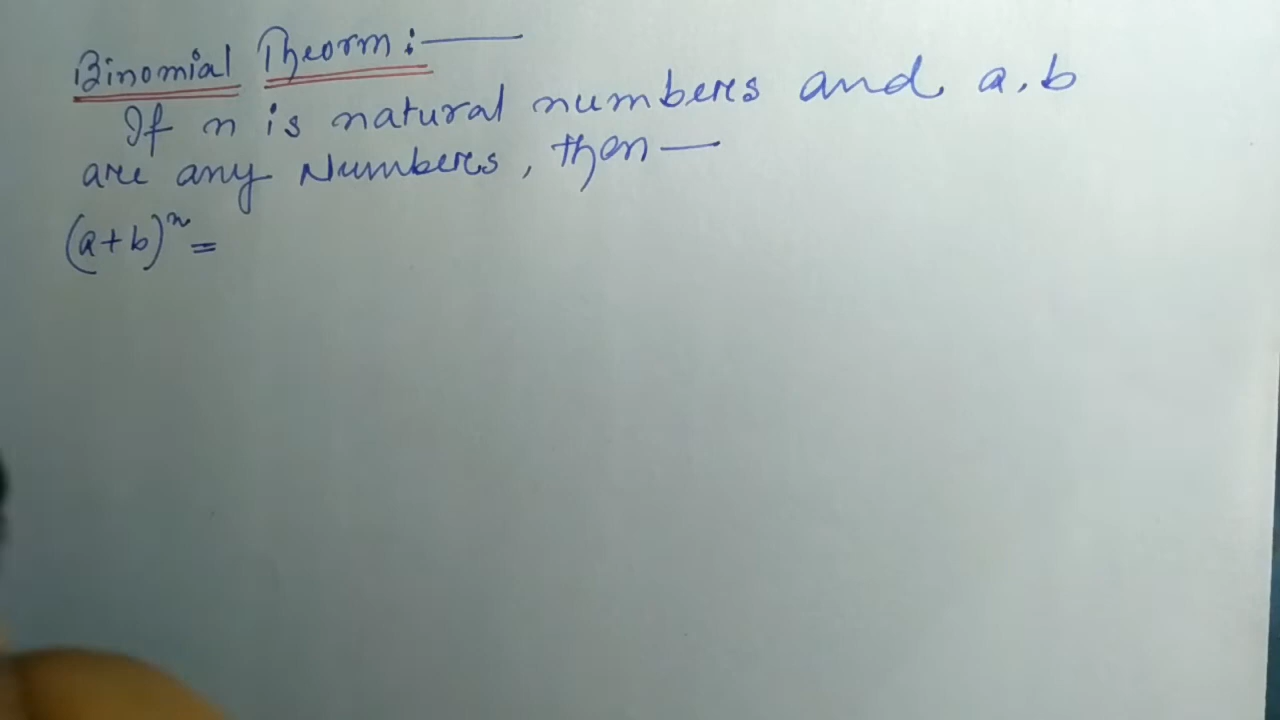 Binomial Theorm :—
If n is natural numbers and a, b
are any Numbers, then —
(a+b)ⁿ =